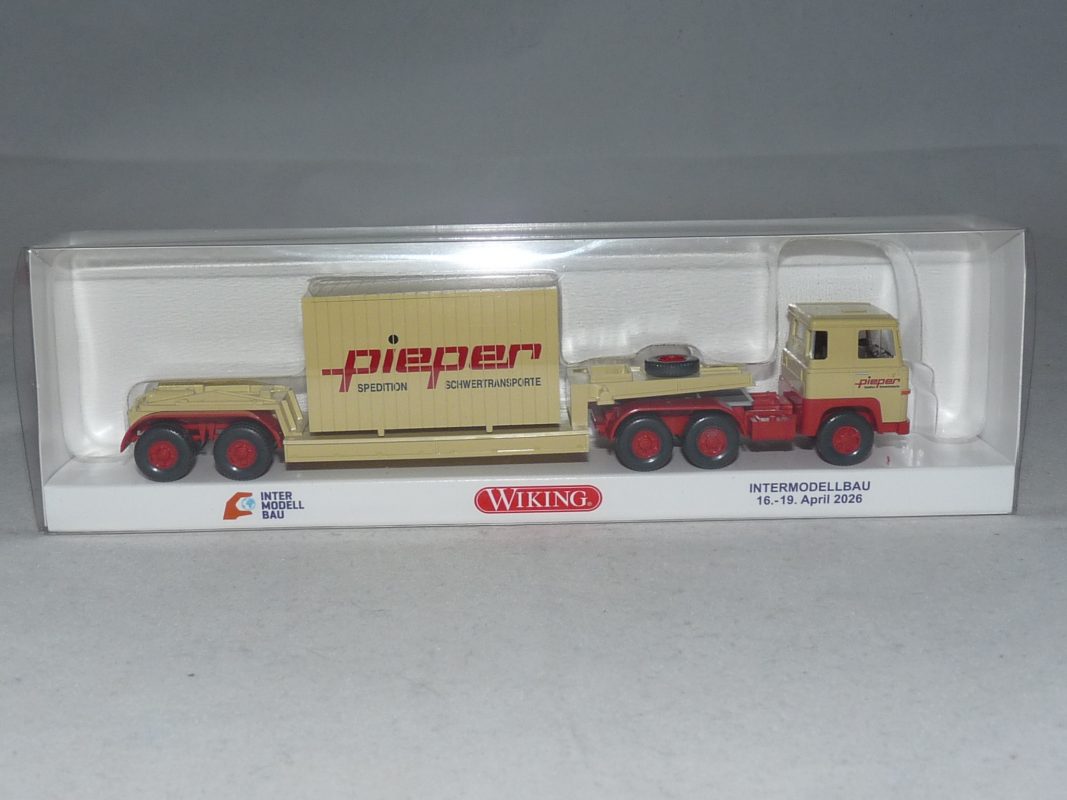 pieper
SPEDITION SCHWERTRANSPORTE
pieper
INTER
MODELL
BAU
WIKING
INTERMODELLBAU
16.-19. April 2026